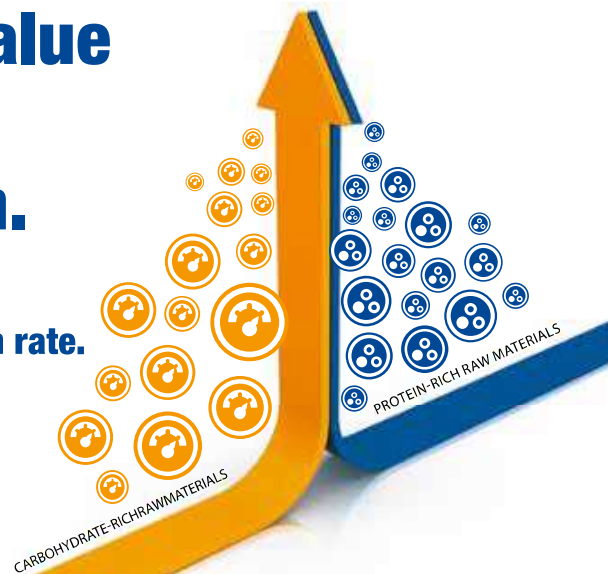 alue
n.
n rate.
PROTEIN-RICH RAW MATERIALS
CARBOHYDRATE-RICHRAWMATERIALS